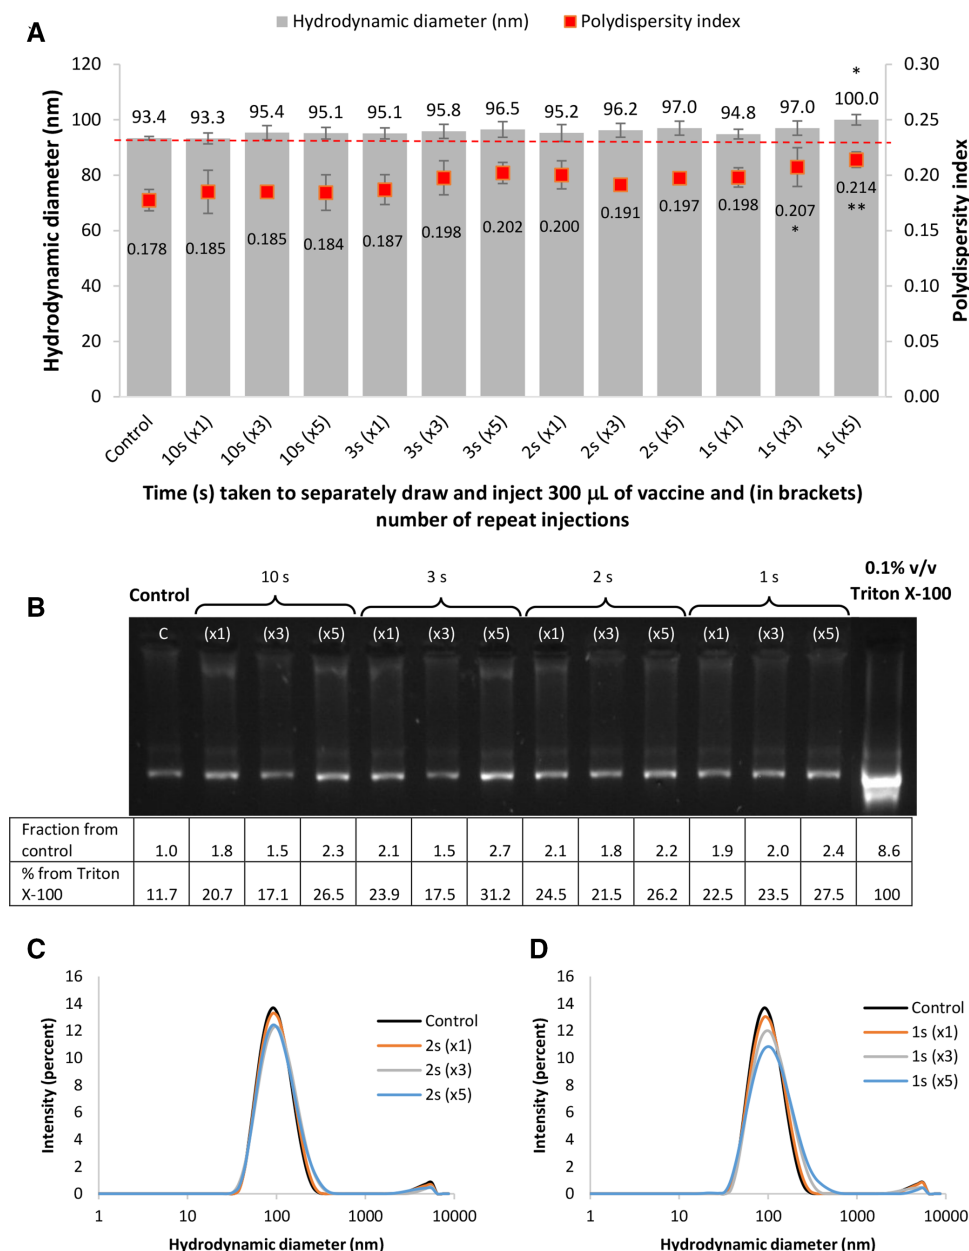 A
Hydrodynamic diameter (nm) Polydispersity index
Hydrodynamic diameter (nm)
Polydispersity index
120
100
80
60
40
20
0
0.30
0.25
0.20
0.15
0.10
0.05
0.00
93.4 93.3 95.4 95.1 95.1 95.8 96.5 95.2 96.2 97.0 94.8 97.0 100.0
*
0.178 0.185 0.185 0.184 0.187 0.198 0.202 0.200 0.191 0.197 0.198 0.207 0.214
* **
Control 10s (x1) 10s (x3) 10s (x5) 3s (x1) 3s (x3) 3s (x5) 2s (x1) 2s (x3) 2s (x5) 1s (x1) 1s (x3) 1s (x5)
Time (s) taken to separately draw and inject 300 µL of vaccine and (in brackets)
number of repeat injections
B
Control 10 s 3 s 2 s 1 s 0.1% v/v
Triton X-100
C (x1) (x3) (x5) (x1) (x3) (x5) (x1) (x3) (x5) (x1) (x3) (x5)
Fraction from
control 1.0 1.8 1.5 2.3 2.1 1.5 2.7 2.1 1.8 2.2 1.9 2.0 2.4 8.6
% from Triton
X-100 11.7 20.7 17.1 26.5 23.9 17.5 31.2 24.5 21.5 26.2 22.5 23.5 27.5 100
C
Intensity (percent)
16
14
12
10
8
6
4
2
0
1 10 100 1000 10000
Hydrodynamic diameter (nm)
Control
2s (x1)
2s (x3)
2s (x5)
D
Intensity (percent)
16
14
12
10
8
6
4
2
0
1 10 100 1000 10000
Hydrodynamic diameter (nm)
Control
1s (x1)
1s (x3)
1s (x5)